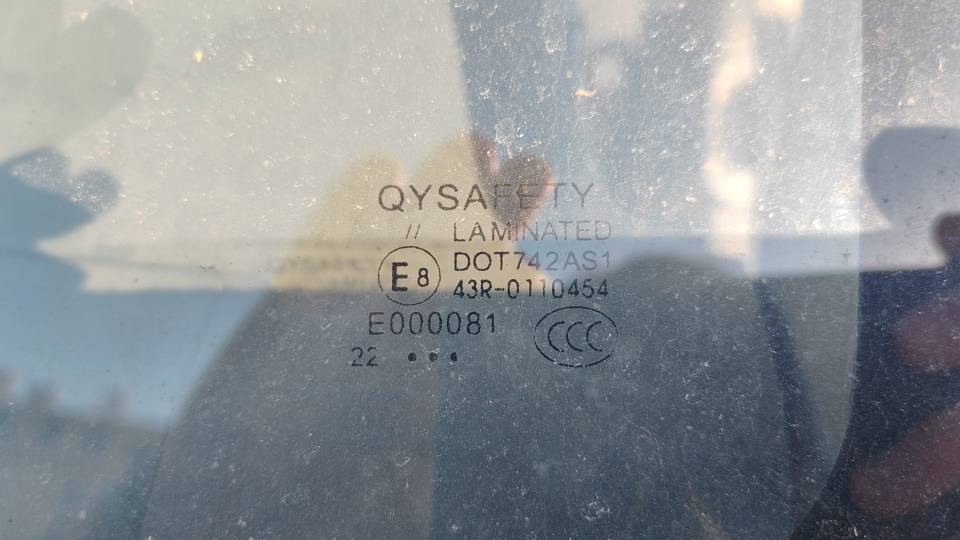 QYSAFETY
// LAMINATED
E8 DOT742AS1
43R-0110454
E000081 CCC
22 •••